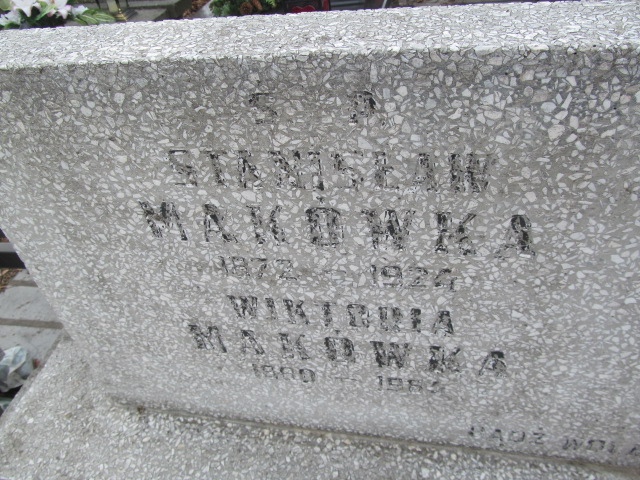 Ś. P.
STANISŁAW
MAKÓWKA
1872 – 1924
WIKTORIA
MAKÓWKA